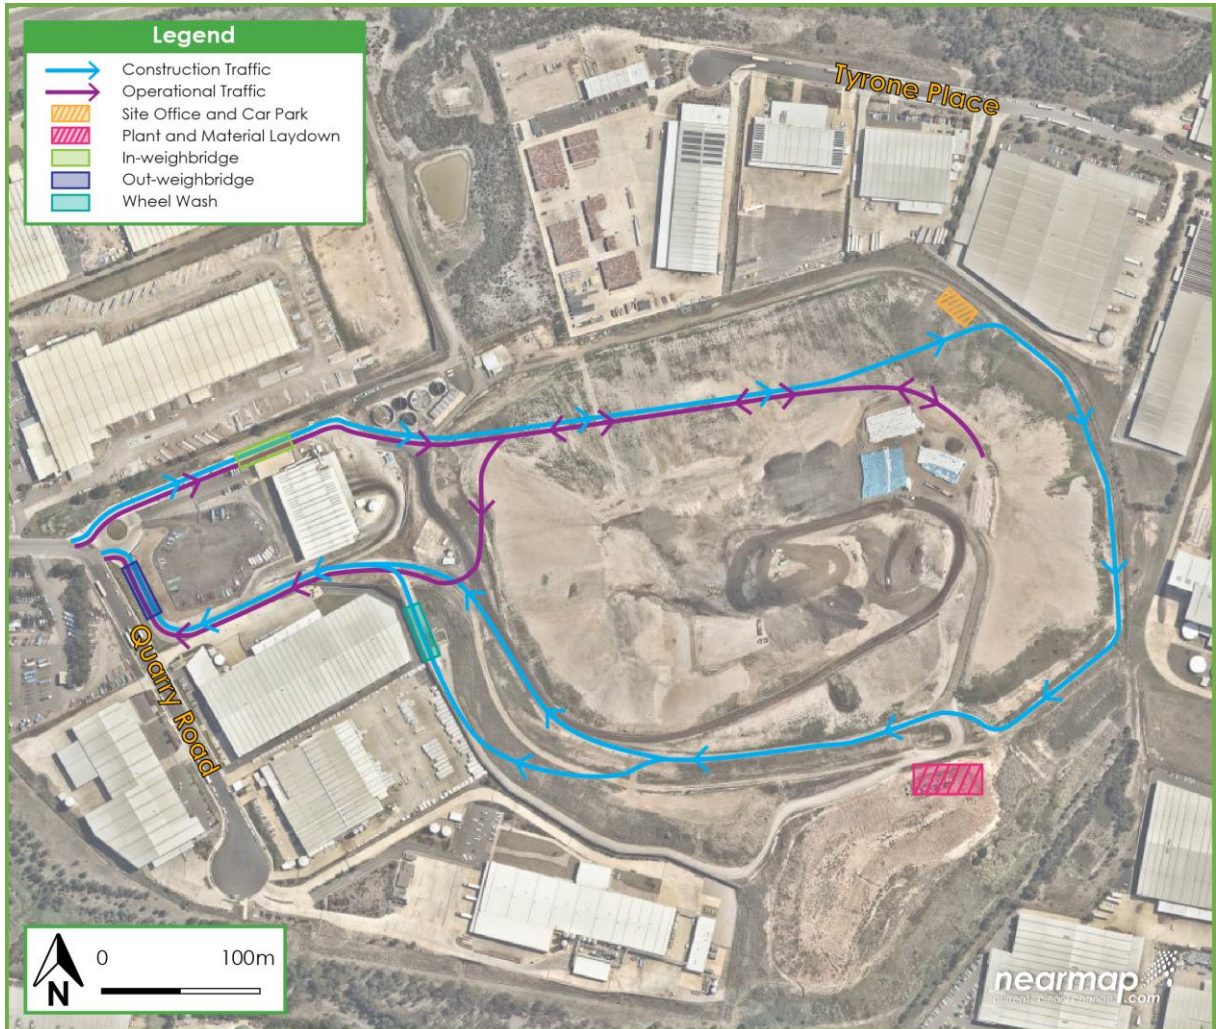 Legend
Construction Traffic
Operational Traffic
Site Office and Car Park
Plant and Material Laydown
In-weighbridge
Out-weighbridge
Wheel Wash
Tyrone Place
Quarry Road
0 100m
N
nearmap
.com